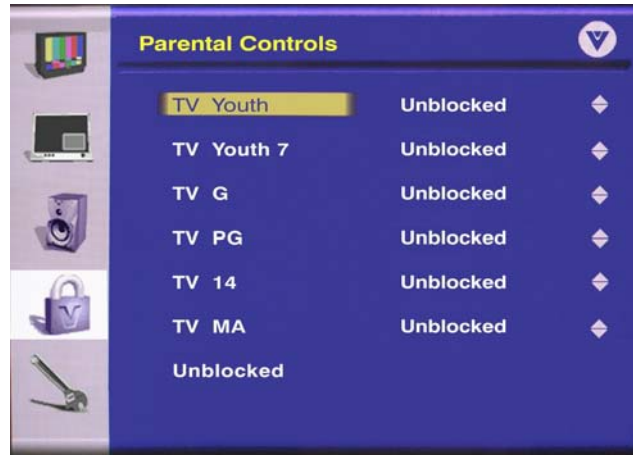 Parental Controls
V
TV Youth Unblocked
TV Youth 7 Unblocked
TV G Unblocked
TV PG Unblocked
TV 14 Unblocked
TV MA Unblocked
Unblocked
V